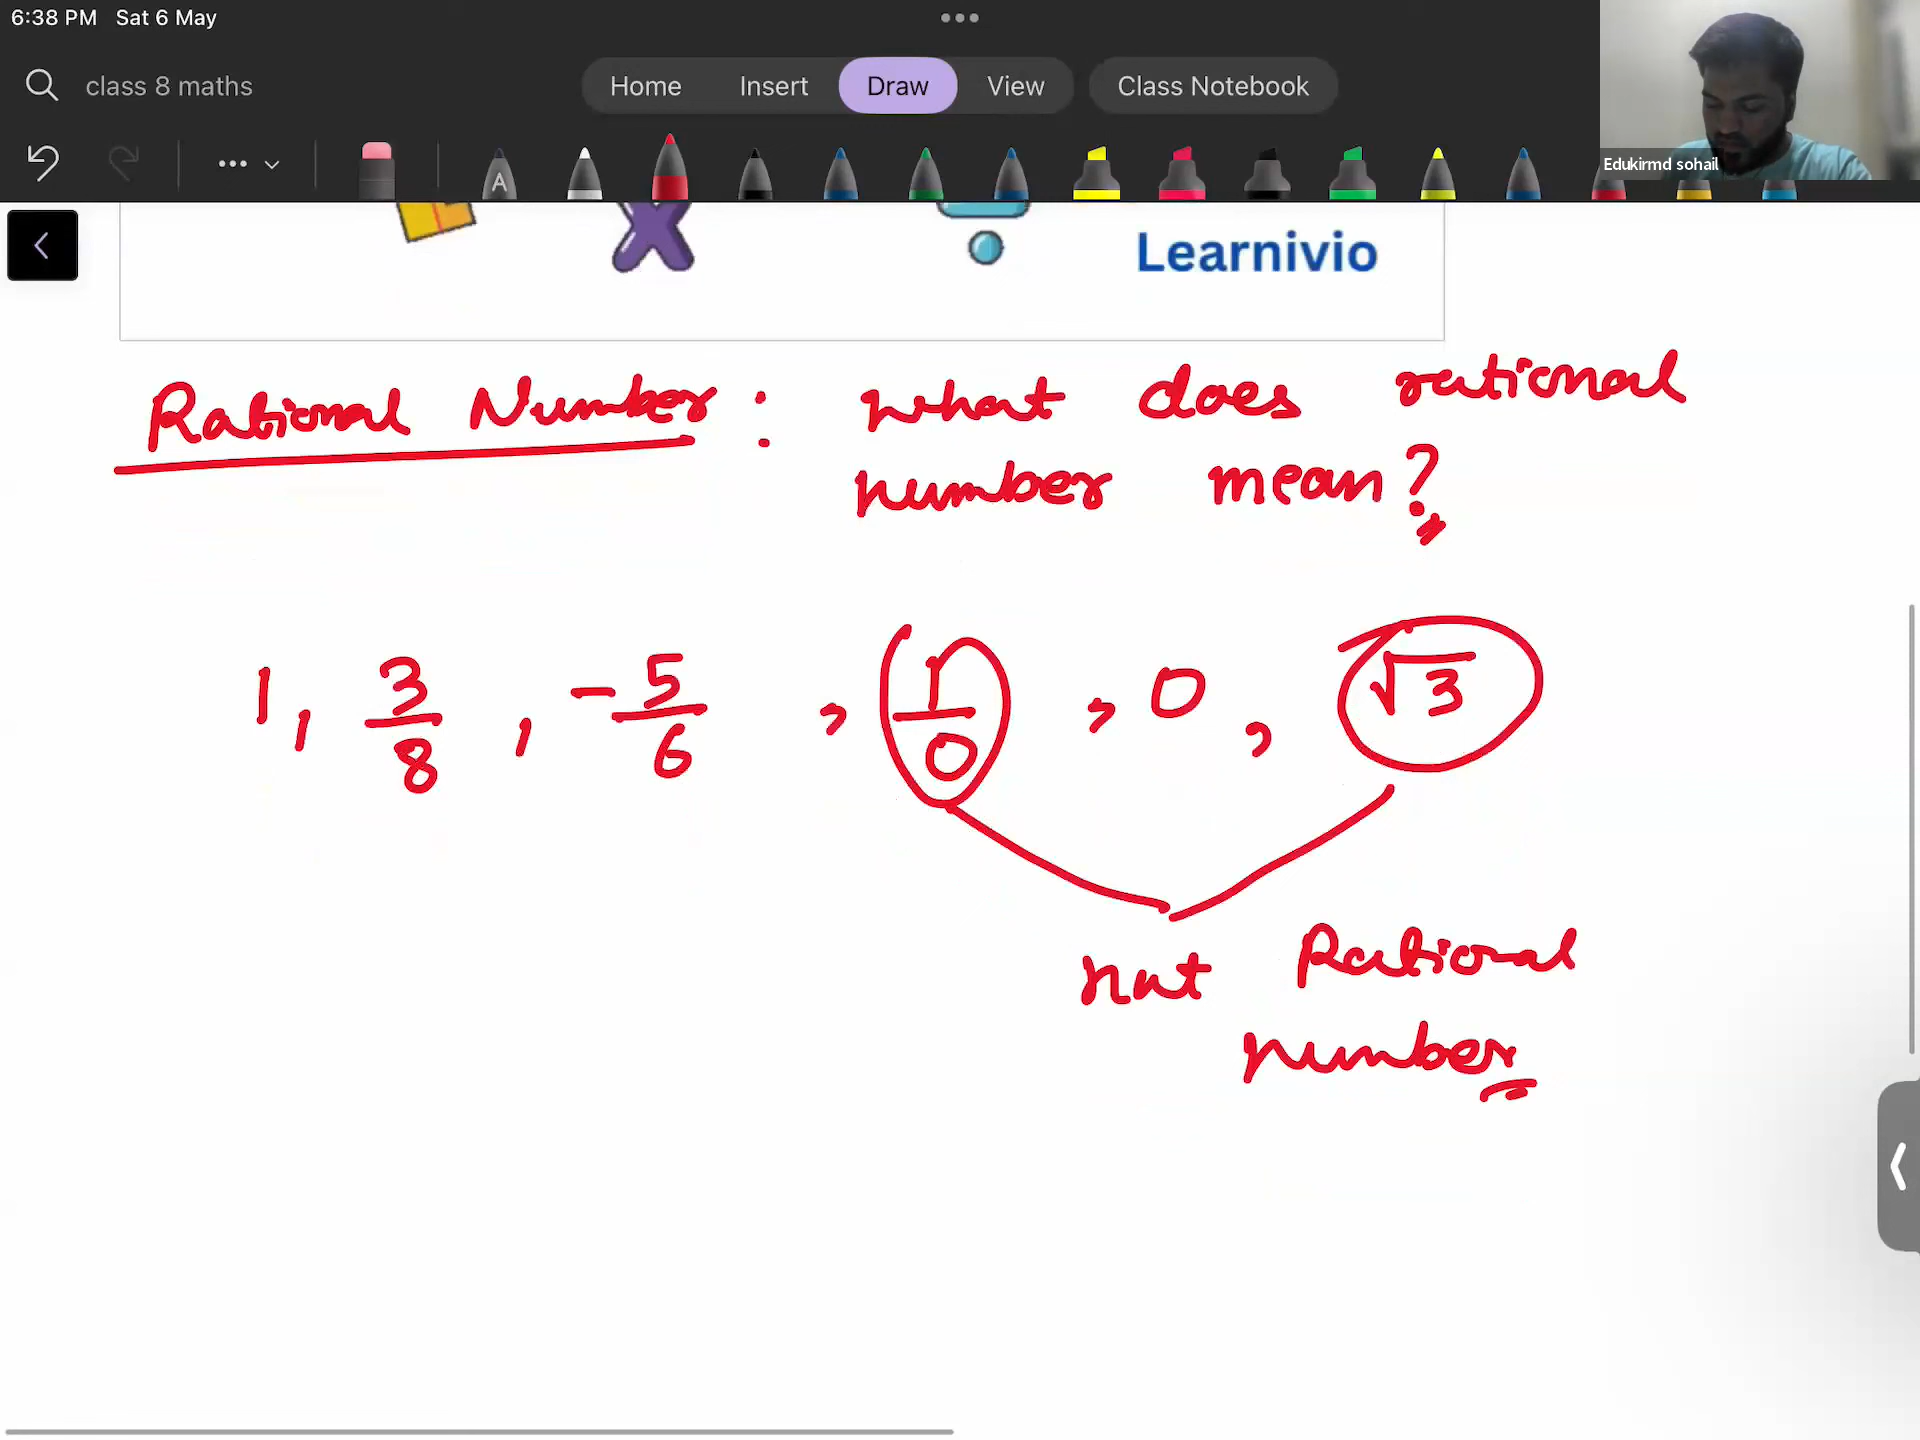 6:38 PM Sat 6 May
class 8 maths
Home Insert Draw View Class Notebook
A
Edukirmd sohail
Learnivio
Rational Number : what does rational
number mean?
1, 3/8, -5/6, 1/0, 0, √3
not Rational
number